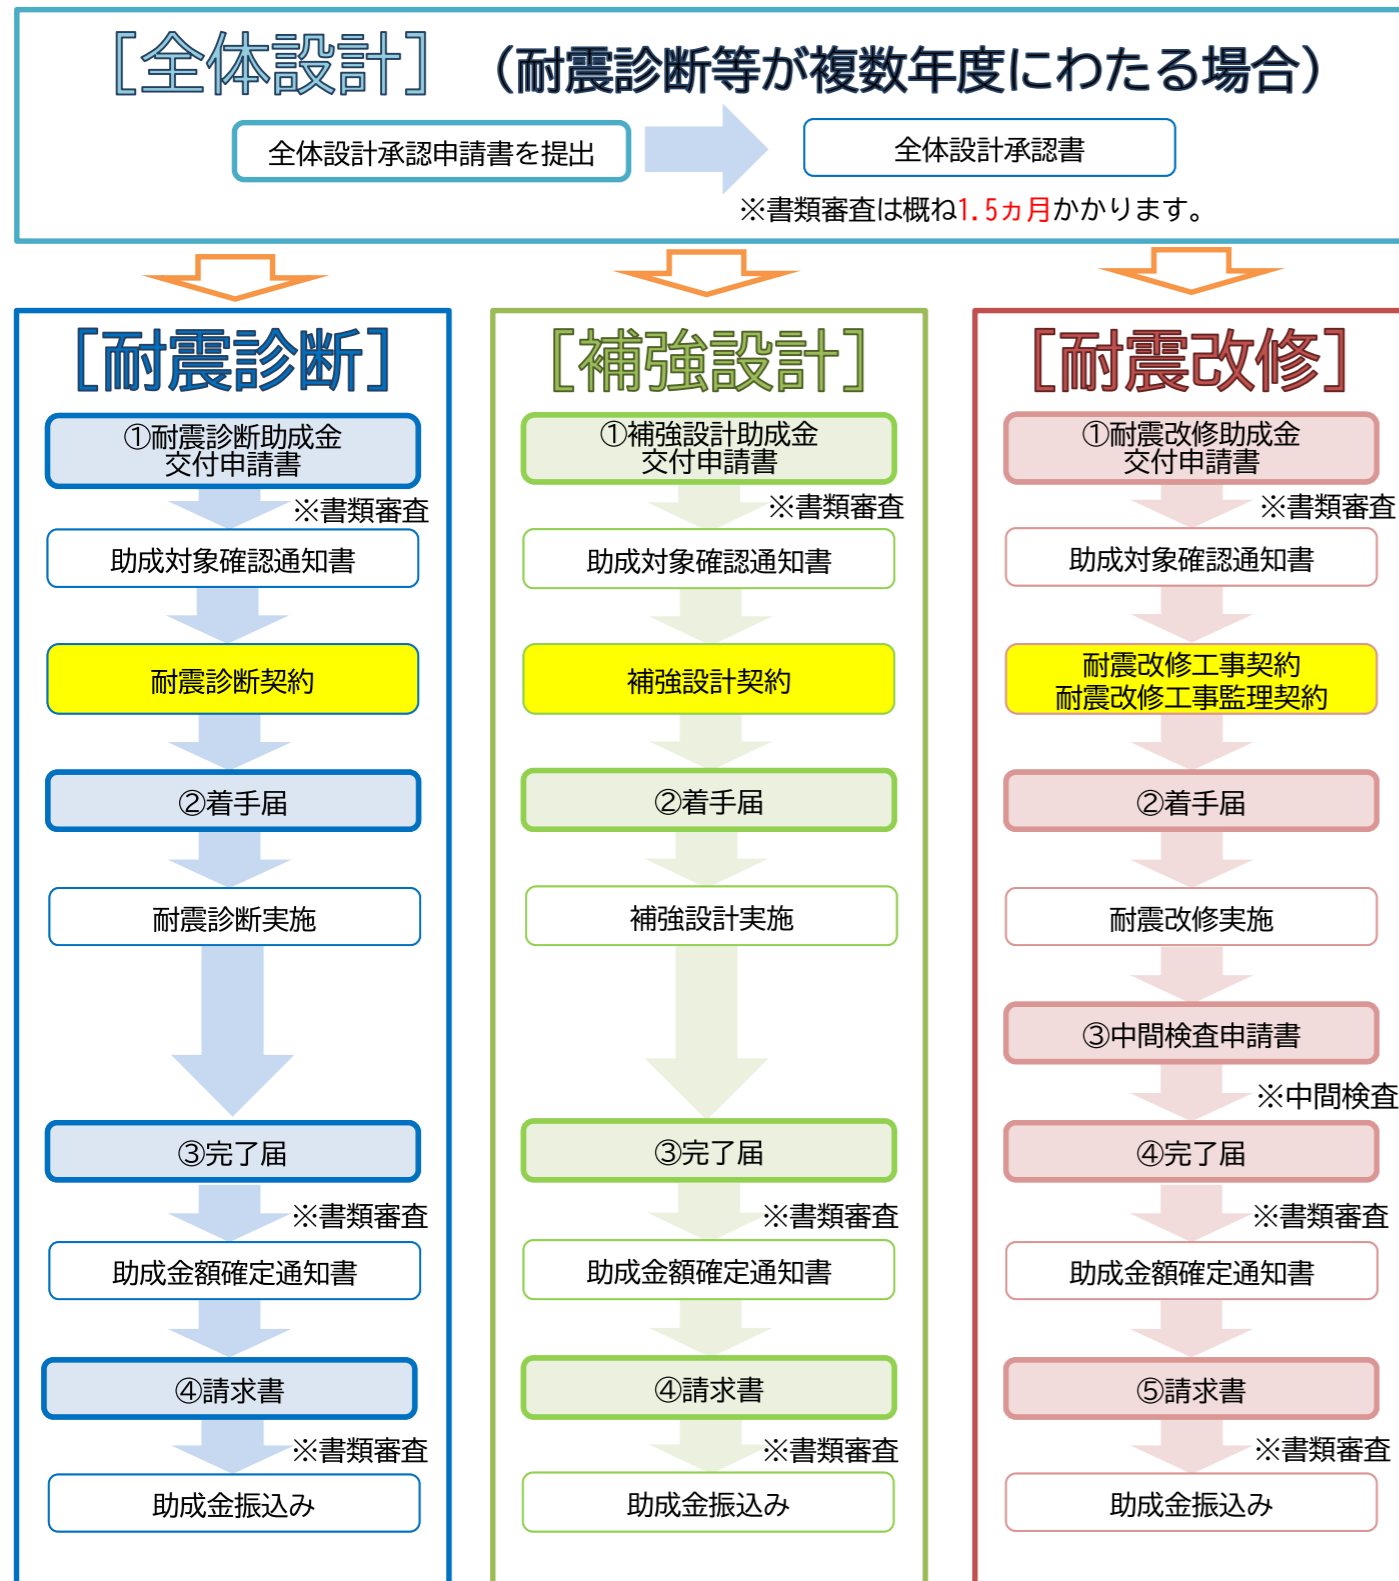 ［全体設計］（耐震診断等が複数年度にわたる場合）
全体設計承認申請書を提出
全体設計承認書
※書類審査は概ね1.5ヵ月かかります。
［耐震診断］
①耐震診断助成金
交付申請書
※書類審査
助成対象確認通知書
耐震診断契約
②着手届
耐震診断実施
③完了届
※書類審査
助成金額確定通知書
④請求書
※書類審査
助成金振込み
［補強設計］
①補強設計助成金
交付申請書
※書類審査
助成対象確認通知書
補強設計契約
②着手届
補強設計実施
③完了届
※書類審査
助成金額確定通知書
④請求書
※書類審査
助成金振込み
［耐震改修］
①耐震改修助成金
交付申請書
※書類審査
助成対象確認通知書
耐震改修工事契約
耐震改修工事監理契約
②着手届
耐震改修実施
③中間検査申請書
※中間検査
④完了届
※書類審査
助成金額確定通知書
⑤請求書
※書類審査
助成金振込み